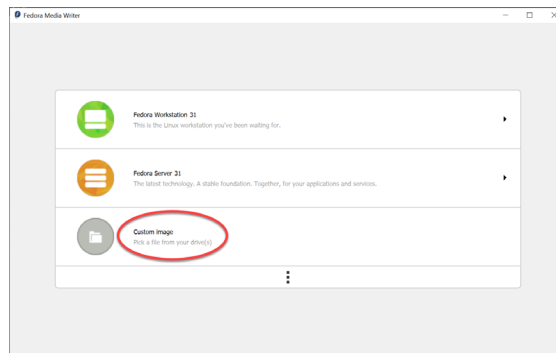 Fedora Media Writer
Fedora Workstation 31
This is the Linux workstation you've been waiting for.
Fedora Server 31
The latest technology. A stable foundation. Together, for your applications and services.
Custom image
Pick a file from your drive(s)